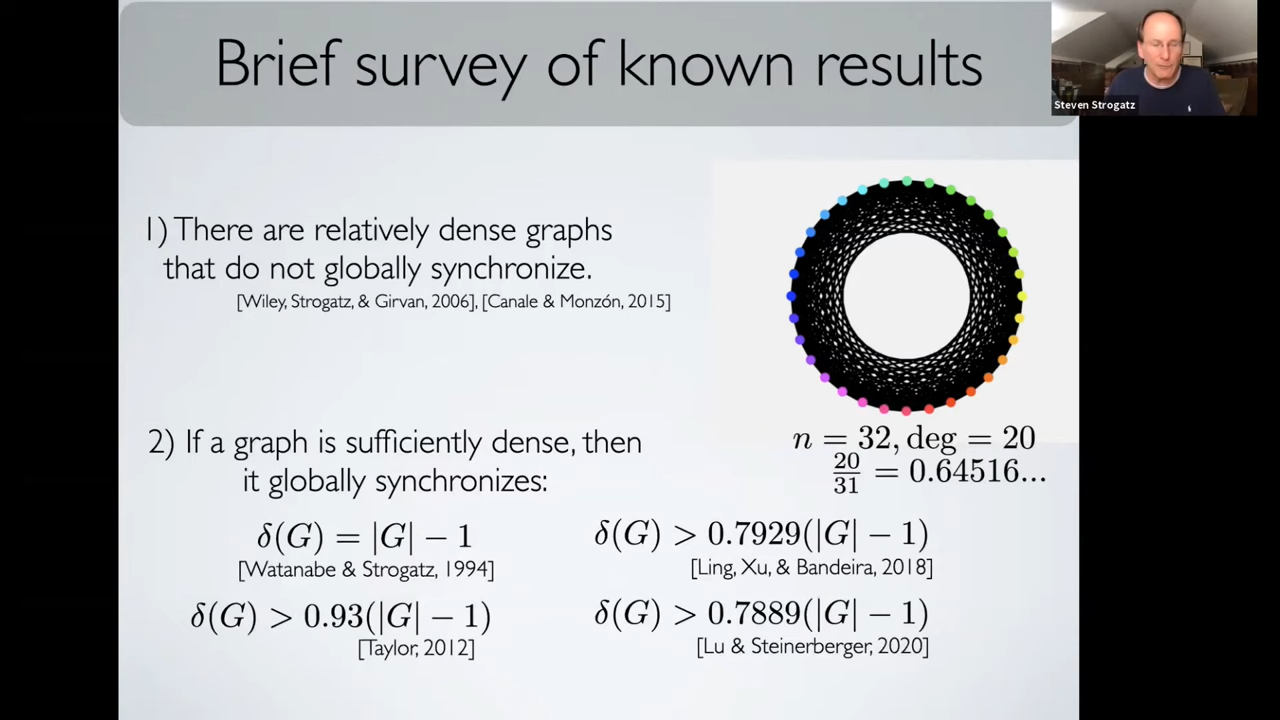 Brief survey of known results
Steven Strogatz
1) There are relatively dense graphs
that do not globally synchronize.
[Wiley, Strogatz, & Girvan, 2006], [Canale & Monzón, 2015]
n = 32, deg = 20
20/31 = 0.64516...
2) If a graph is sufficiently dense, then
it globally synchronizes:
δ(G) = |G| − 1
[Watanabe & Strogatz, 1994]
δ(G) > 0.7929(|G| − 1)
[Ling, Xu, & Bandeira, 2018]
δ(G) > 0.93(|G| − 1)
[Taylor, 2012]
δ(G) > 0.7889(|G| − 1)
[Lu & Steinerberger, 2020]